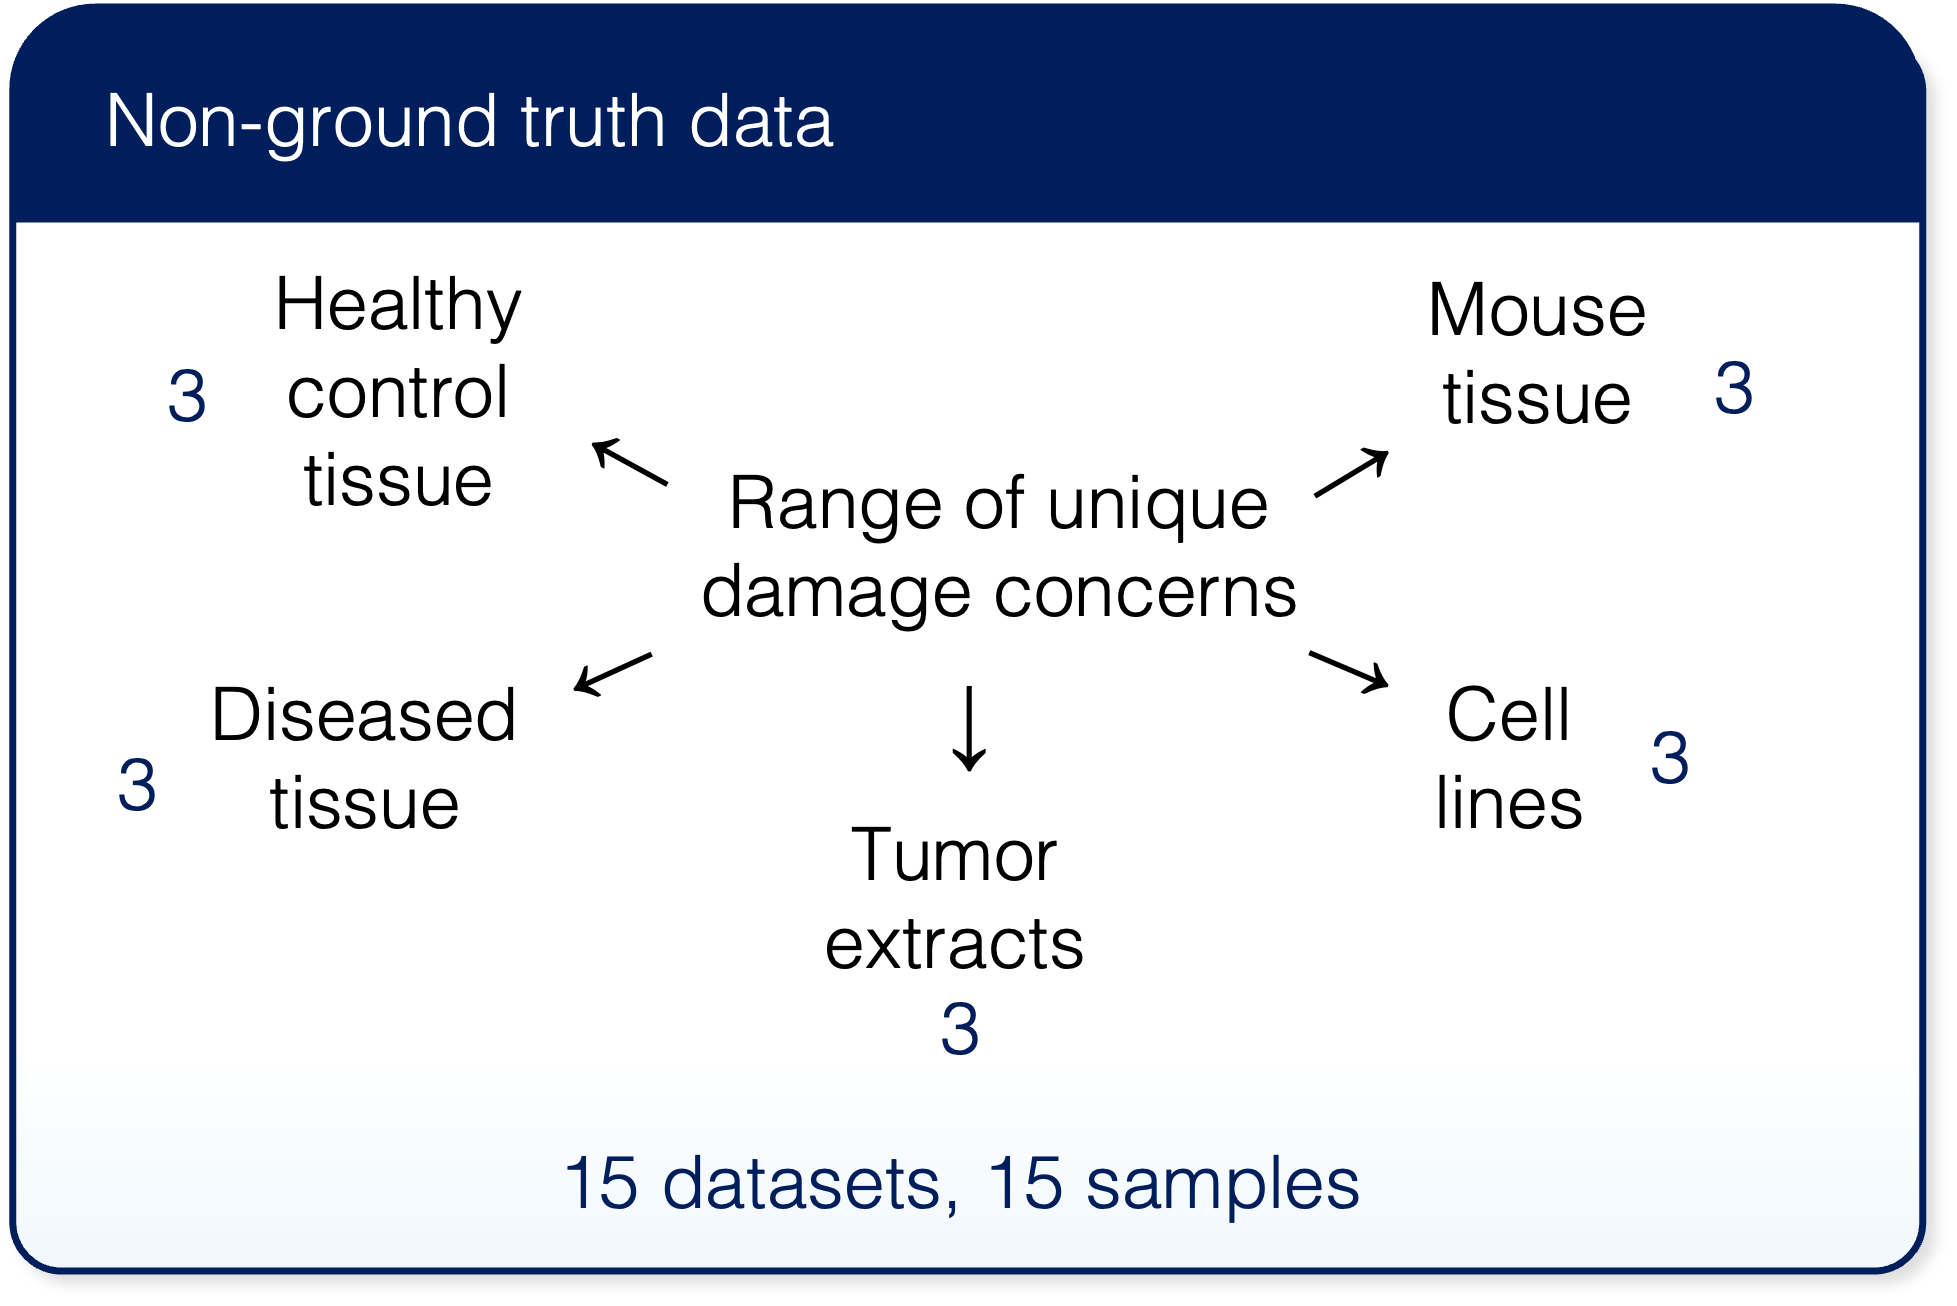 Non-ground truth data
Healthy
control
tissue
3
Mouse
tissue
3
Range of unique
damage concerns
Diseased
tissue
3
Cell
lines
3
Tumor
extracts
3
15 datasets, 15 samples